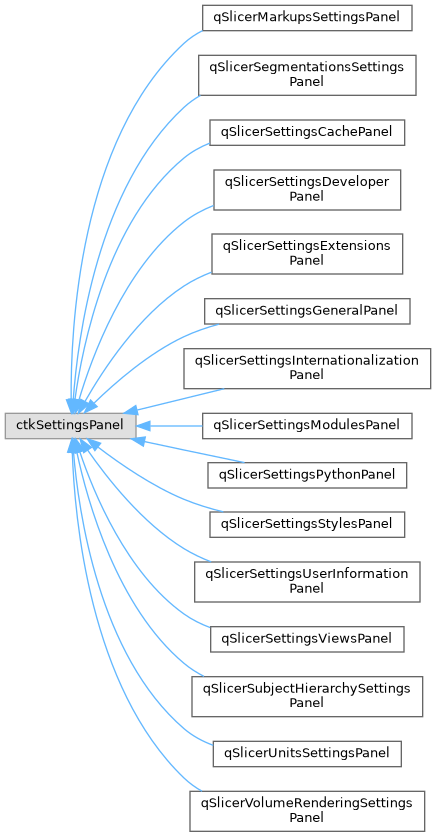 qSlicerMarkupsSettingsPanel
qSlicerSegmentationsSettings
Panel
qSlicerSettingsCachePanel
qSlicerSettingsDeveloper
Panel
qSlicerSettingsExtensions
Panel
qSlicerSettingsGeneralPanel
qSlicerSettingsInternationalization
Panel
ctkSettingsPanel
qSlicerSettingsModulesPanel
qSlicerSettingsPythonPanel
qSlicerSettingsStylesPanel
qSlicerSettingsUserInformation
Panel
qSlicerSettingsViewsPanel
qSlicerSubjectHierarchySettings
Panel
qSlicerUnitsSettingsPanel
qSlicerVolumeRenderingSettings
Panel